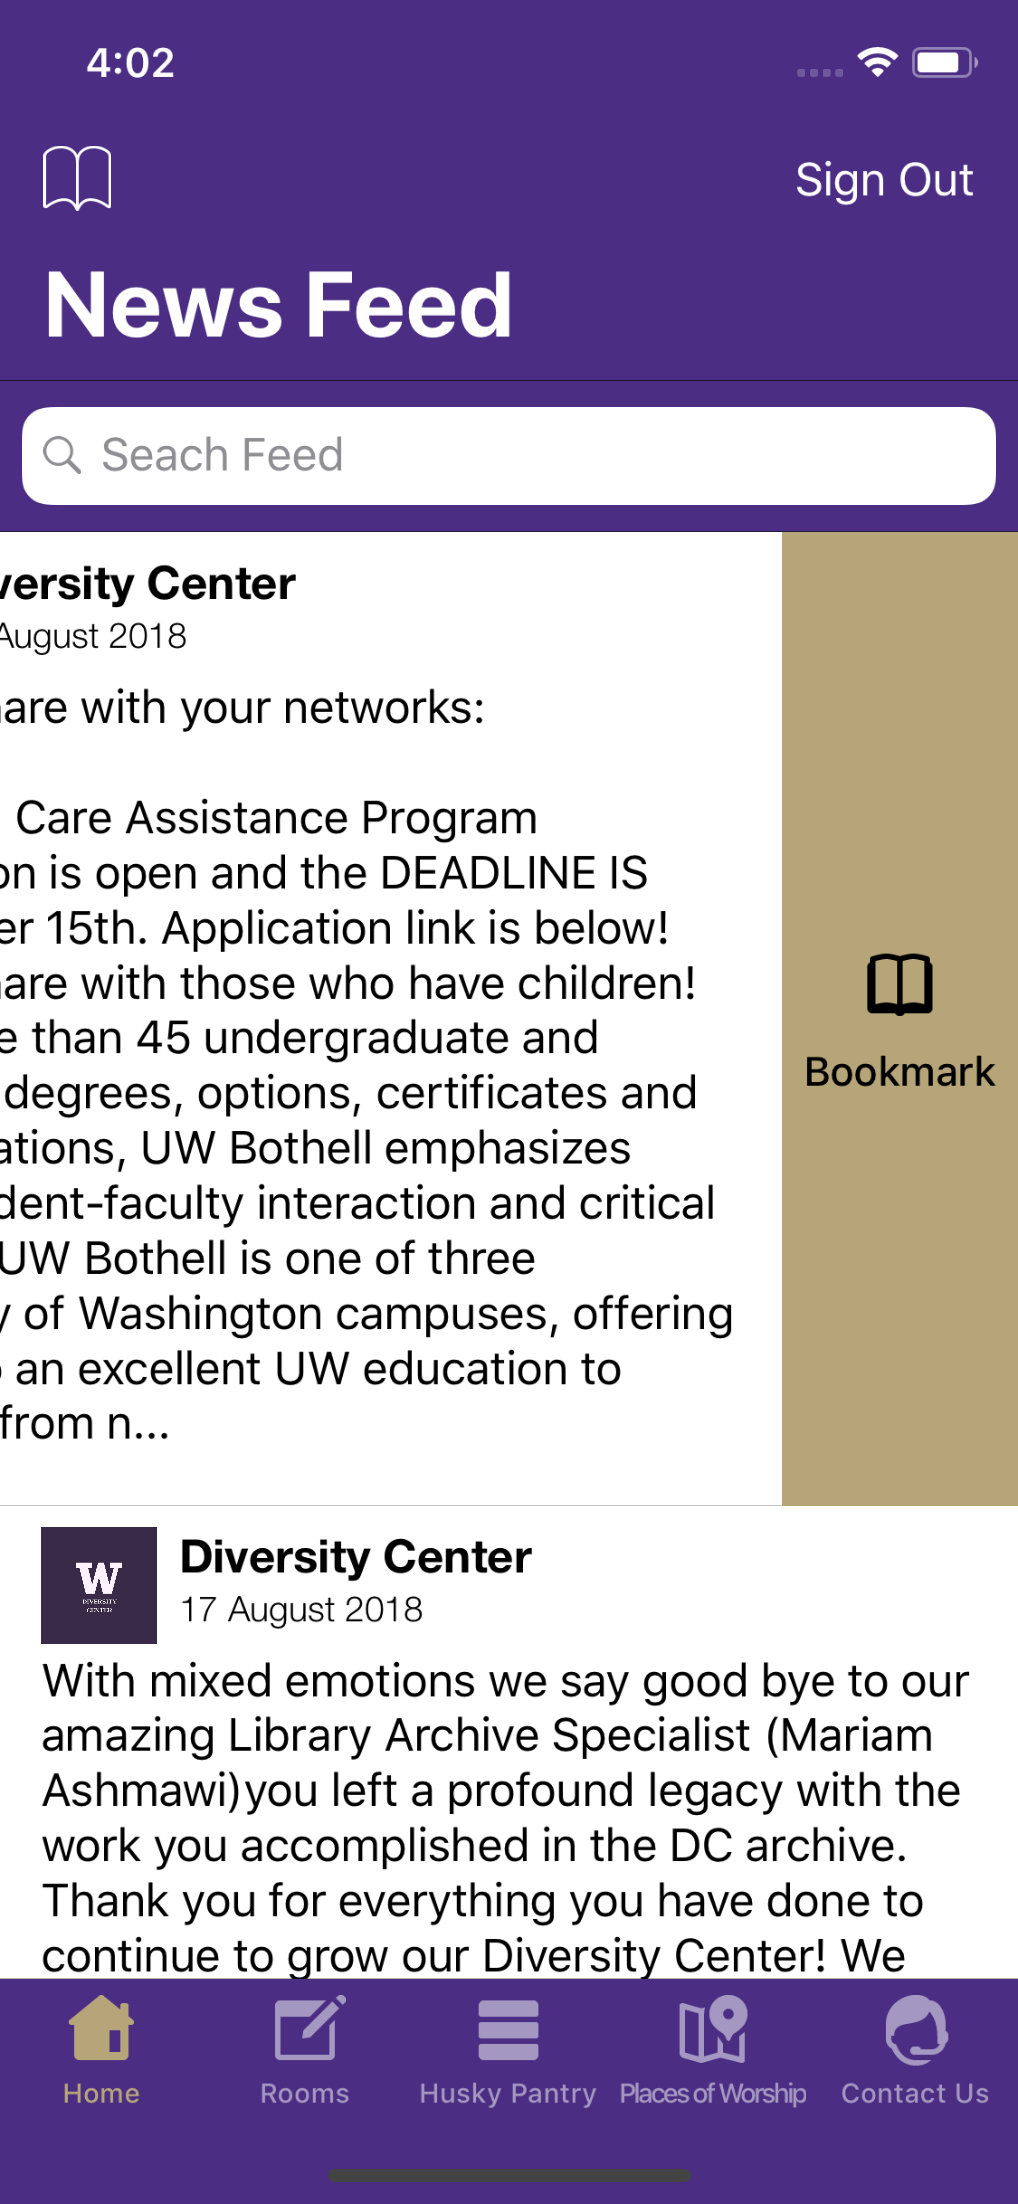 4:02
Sign Out
News Feed
Seach Feed
versity Center
August 2018
are with your networks:
Care Assistance Program
on is open and the DEADLINE IS
er 15th. Application link is below!
are with those who have children!
e than 45 undergraduate and
degrees, options, certificates and
ations, UW Bothell emphasizes
dent-faculty interaction and critical
UW Bothell is one of three
y of Washington campuses, offering
an excellent UW education to
from n...
Bookmark
W
DIVERSITY
CENTER
Diversity Center
17 August 2018
With mixed emotions we say good bye to our
amazing Library Archive Specialist (Mariam
Ashmawi)you left a profound legacy with the
work you accomplished in the DC archive.
Thank you for everything you have done to
continue to grow our Diversity Center! We
Home
Rooms
Husky Pantry
Places of Worship
Contact Us